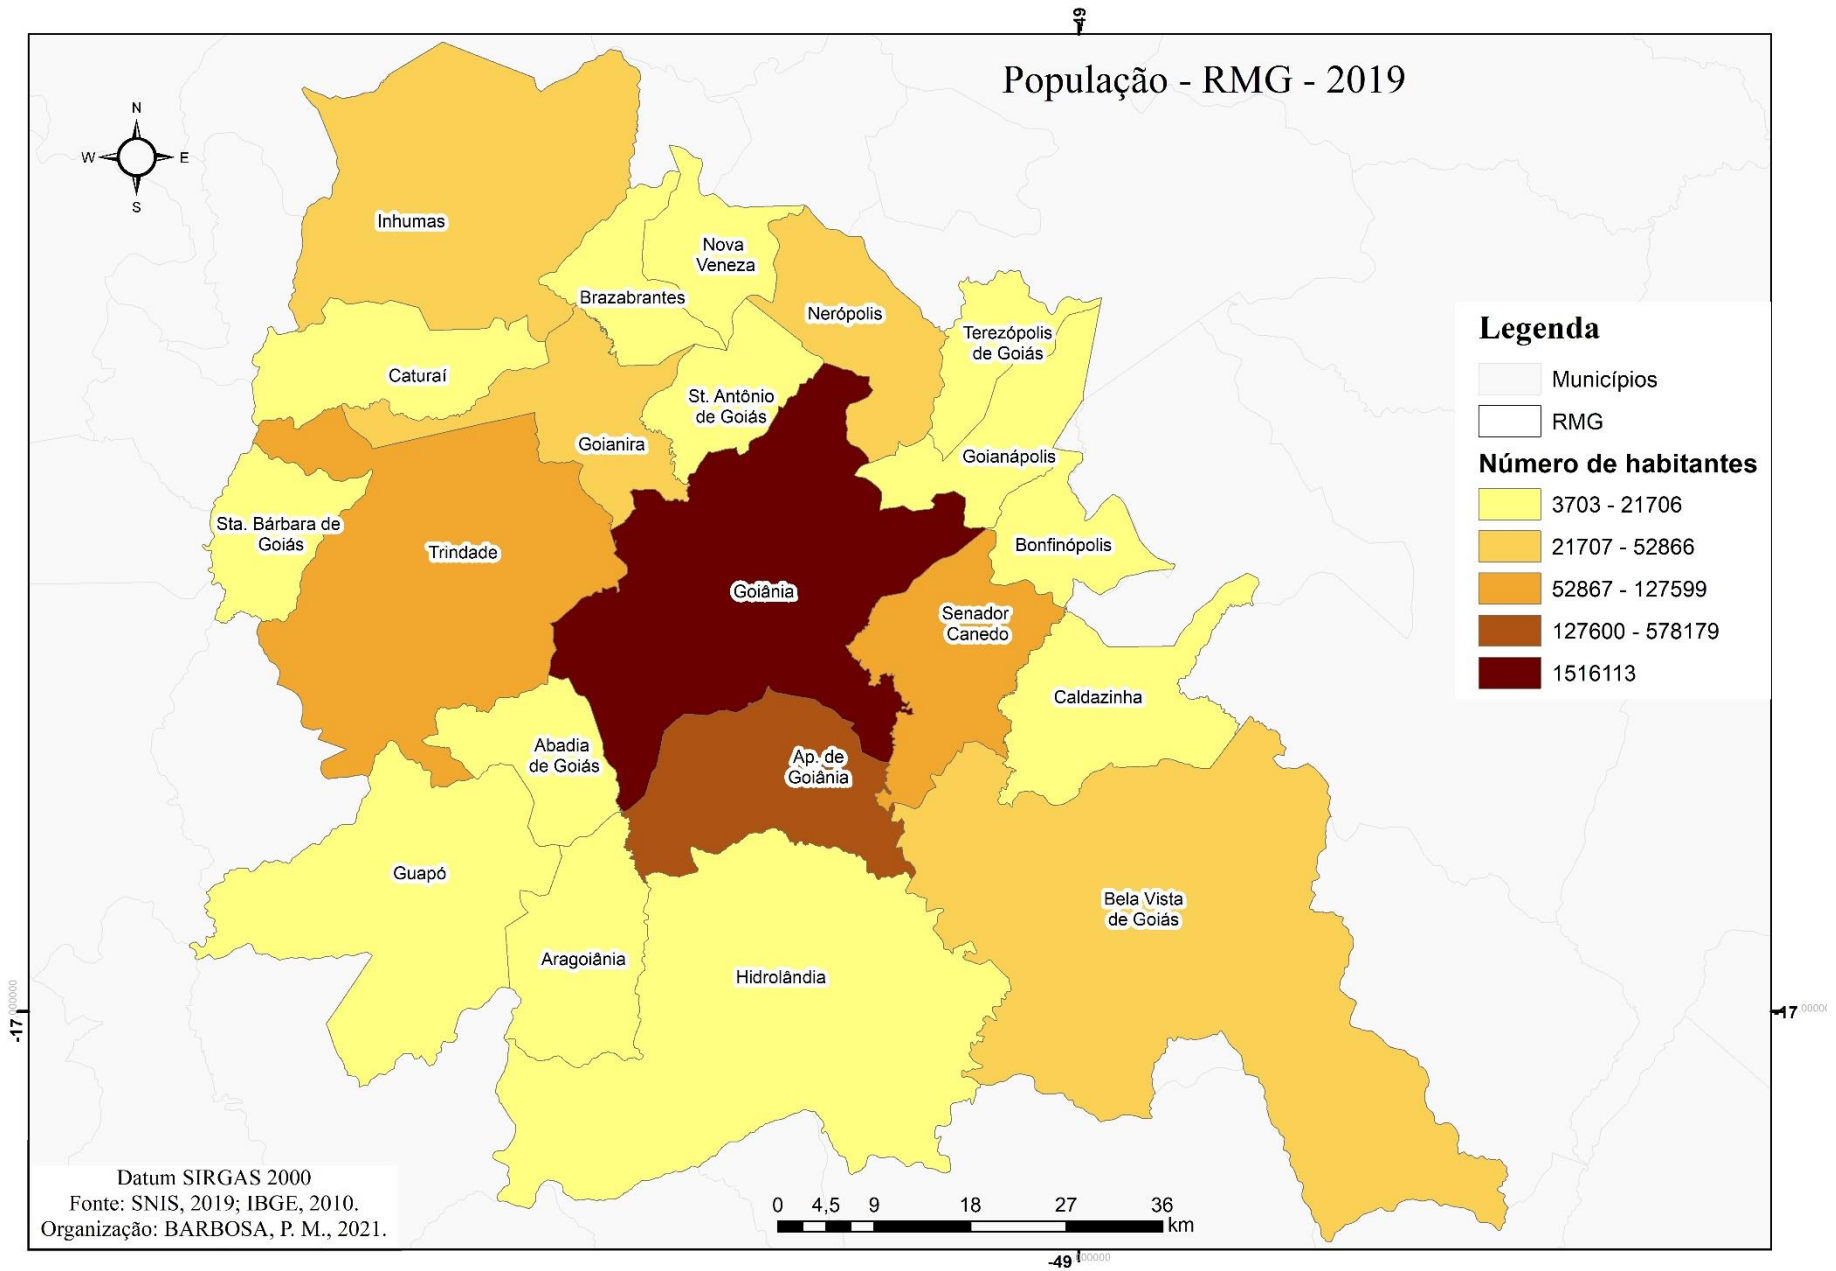 49
População - RMG - 2019
N
W
E
S
Inhumas
Nova
Veneza
Brazabrantes
Nerópolis
Terezópolis
de Goiás
Caturaí
St. Antônio
de Goiás
Goianira
Goianápolis
Sta. Bárbara de
Goiás
Trindade
Bonfinópolis
Goiânia
Senador
Canedo
Caldazinha
Abadia
de Goiás
Ap. de
Goiânia
Guapó
Bela Vista
de Goiás
Aragoiânia
Hidrolândia
Legenda
Municípios
RMG
Número de habitantes
3703 - 21706
21707 - 52866
52867 - 127599
127600 - 578179
1516113
-17,000000
-17,00000
Datum SIRGAS 2000
Fonte: SNIS, 2019; IBGE, 2010.
Organização: BARBOSA, P. M., 2021.
0 4,5 9 18 27 36
km
-49